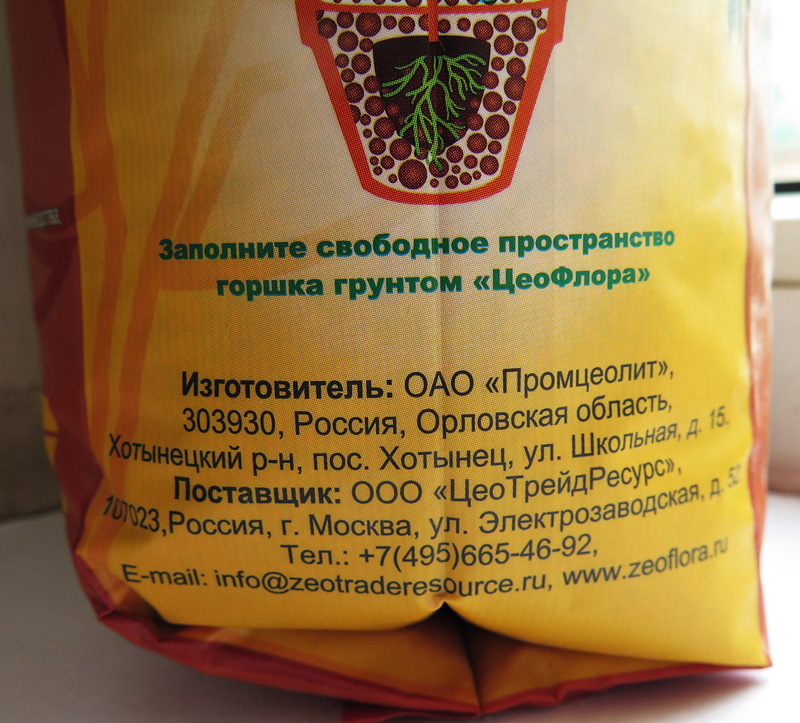 Заполните свободное пространство
горшка грунтом «ЦеоФлора»
Изготовитель: ОАО «Промцеолит»,
303930, Россия, Орловская область,
Хотынецкий р-н, пос. Хотынец, ул. Школьная, д. 15.
Поставщик: ООО «ЦеоТрейдРесурс»,
107023,Россия, г. Москва, ул. Электрозаводская, д. 52
Тел.: +7(495)665-46-92,
E-mail: info@zeotraderesource.ru, www.zeoflora.ru